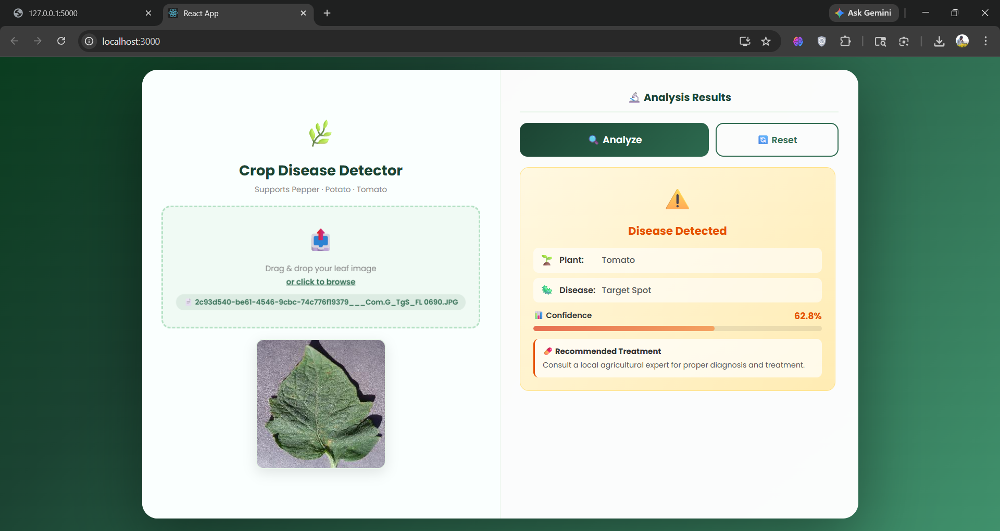 127.0.0.1:5000
React App
Ask Gemini
localhost:3000
Crop Disease Detector
Supports Pepper · Potato · Tomato
Drag & drop your leaf image
or click to browse
2c93d540-be61-4546-9cbc-74c776f19379___Com.G_TgS_FL 0690.JPG
Analysis Results
Analyze
Reset
Disease Detected
Plant: Tomato
Disease: Target Spot
Confidence 62.8%
Recommended Treatment
Consult a local agricultural expert for proper diagnosis and treatment.